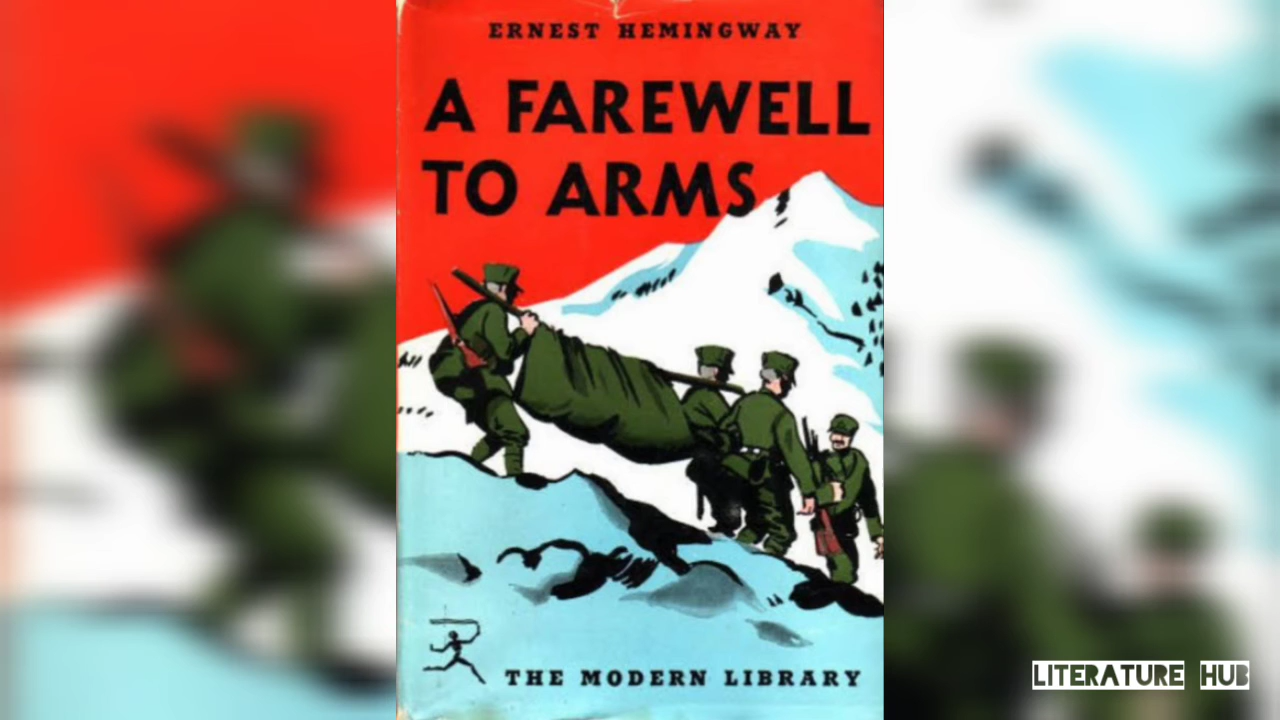 ERNEST HEMINGWAY
A FAREWELL
TO ARMS
THE MODERN LIBRARY
LITERATURE HUB